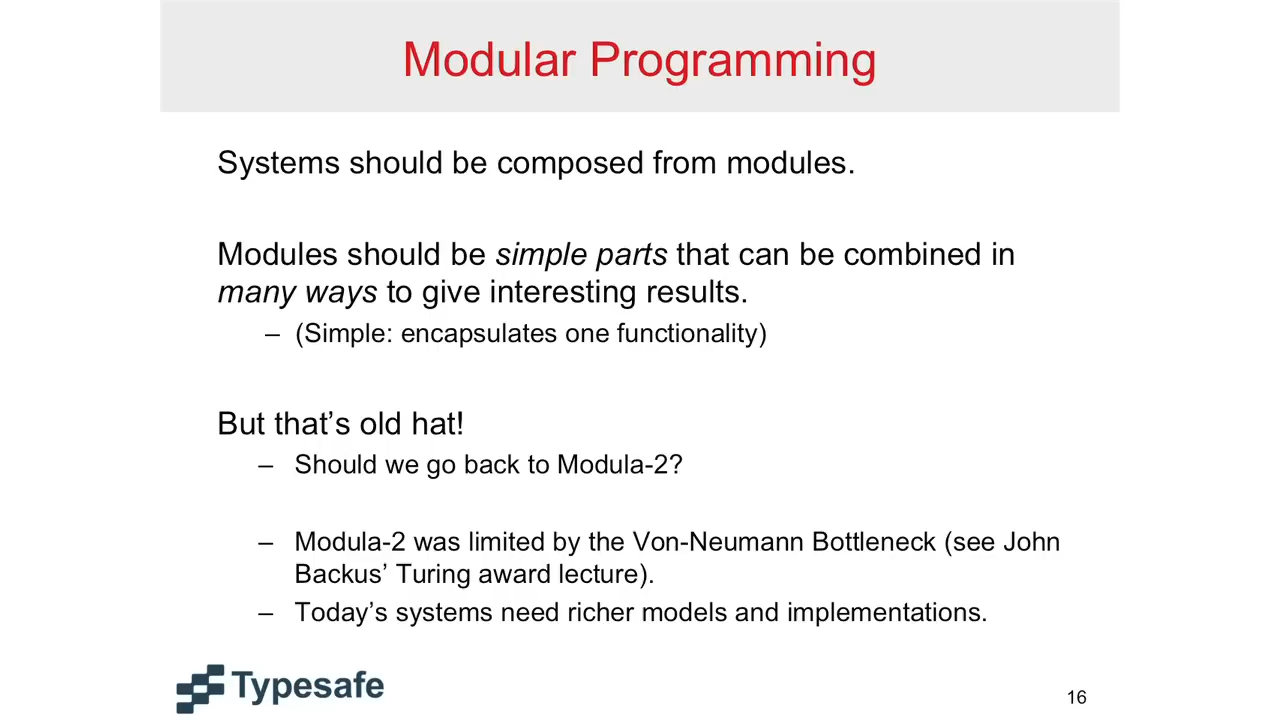 Modular Programming
Systems should be composed from modules.
Modules should be simple parts that can be combined in
many ways to give interesting results.
– (Simple: encapsulates one functionality)
But that’s old hat!
– Should we go back to Modula-2?
– Modula-2 was limited by the Von-Neumann Bottleneck (see John
Backus’ Turing award lecture).
– Today’s systems need richer models and implementations.
Typesafe
16